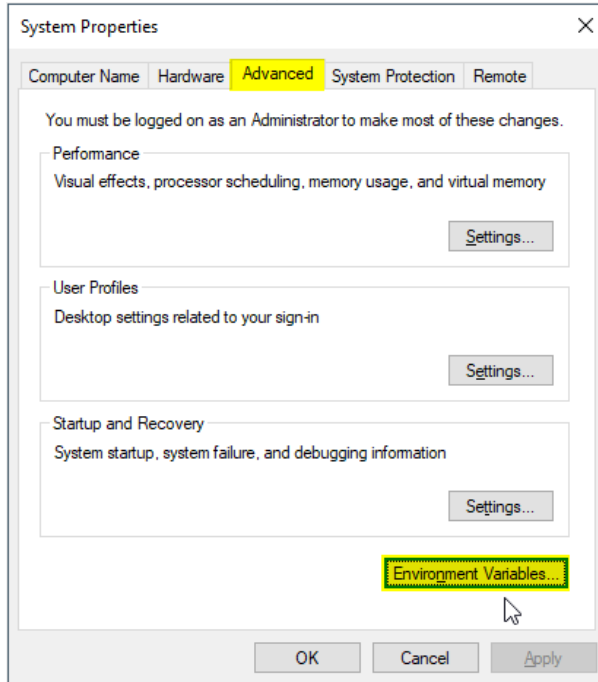 System Properties
Computer Name Hardware Advanced System Protection Remote
You must be logged on as an Administrator to make most of these changes.
Performance
Visual effects, processor scheduling, memory usage, and virtual memory
Settings...
User Profiles
Desktop settings related to your sign-in
Settings...
Startup and Recovery
System startup, system failure, and debugging information
Settings...
Environment Variables...
OK Cancel Apply